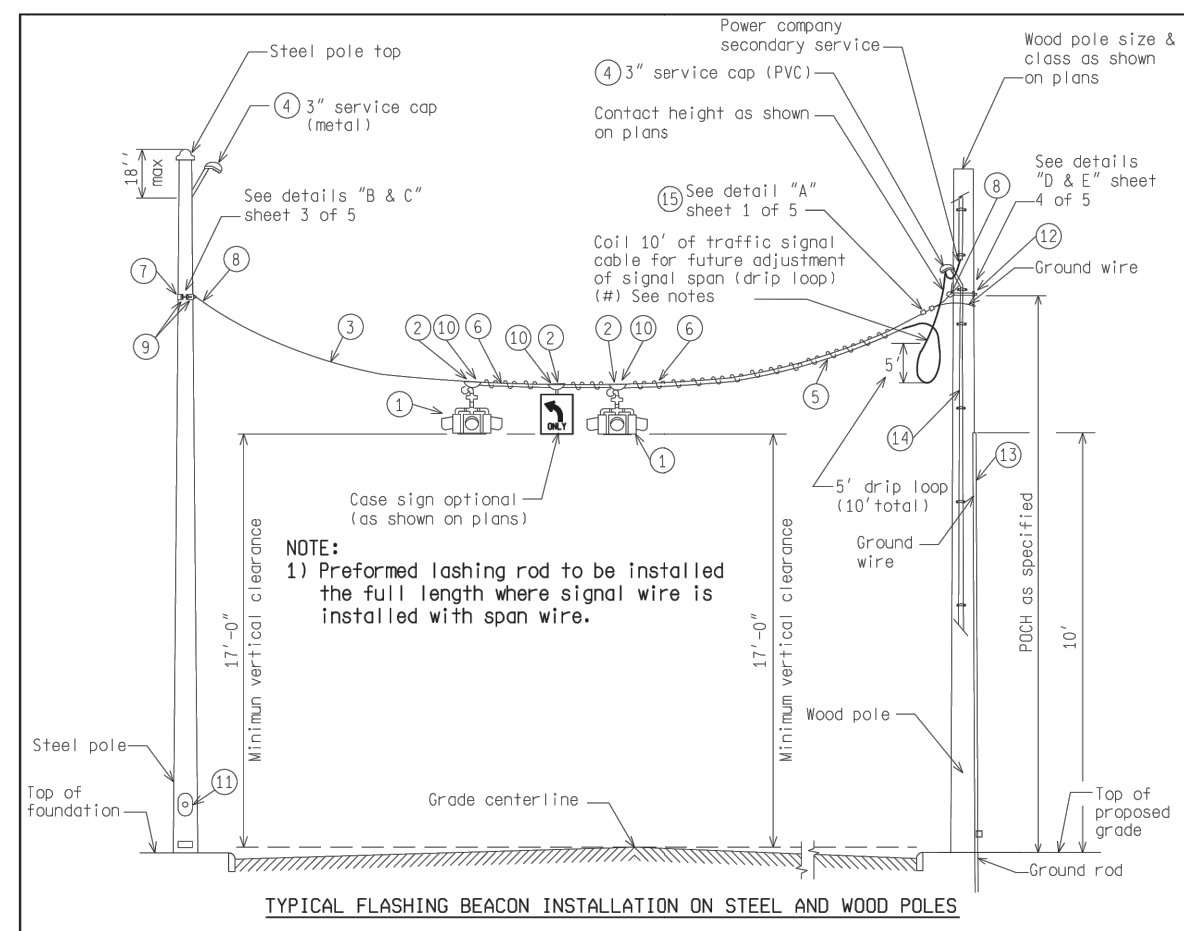 Steel pole top
④ 3" service cap
(metal)
18''
max
See details "B & C"
sheet 3 of 5
⑦
⑧
⑨
③
②
⑩
⑥
⑩
②
②
⑩
⑥
①
ONLY
①
Case sign optional
(as shown on plans)
NOTE:
1) Preformed lashing rod to be installed
the full length where signal wire is
installed with span wire.
17'-0"
Minimun vertical clearance
17'-0"
Minimum vertical clearance
Power company
secondary service
④ 3" service cap (PVC)
Contact height as shown
on plans
⑮ See detail "A"
sheet 1 of 5
Coil 10' of traffic signal
cable for future adjustment
of signal span (drip loop)
(#) See notes
Wood pole size &
class as shown
on plans
See details
"D & E" sheet
4 of 5
⑧
⑫
Ground wire
5'
⑤
⑭
5' drip loop
(10'total)
⑬
Ground
wire
POCH as specified
10'
Wood pole
Steel pole
⑪
Top of
foundation
Grade centerline
Top of
proposed
grade
Ground rod
TYPICAL FLASHING BEACON INSTALLATION ON STEEL AND WOOD POLES